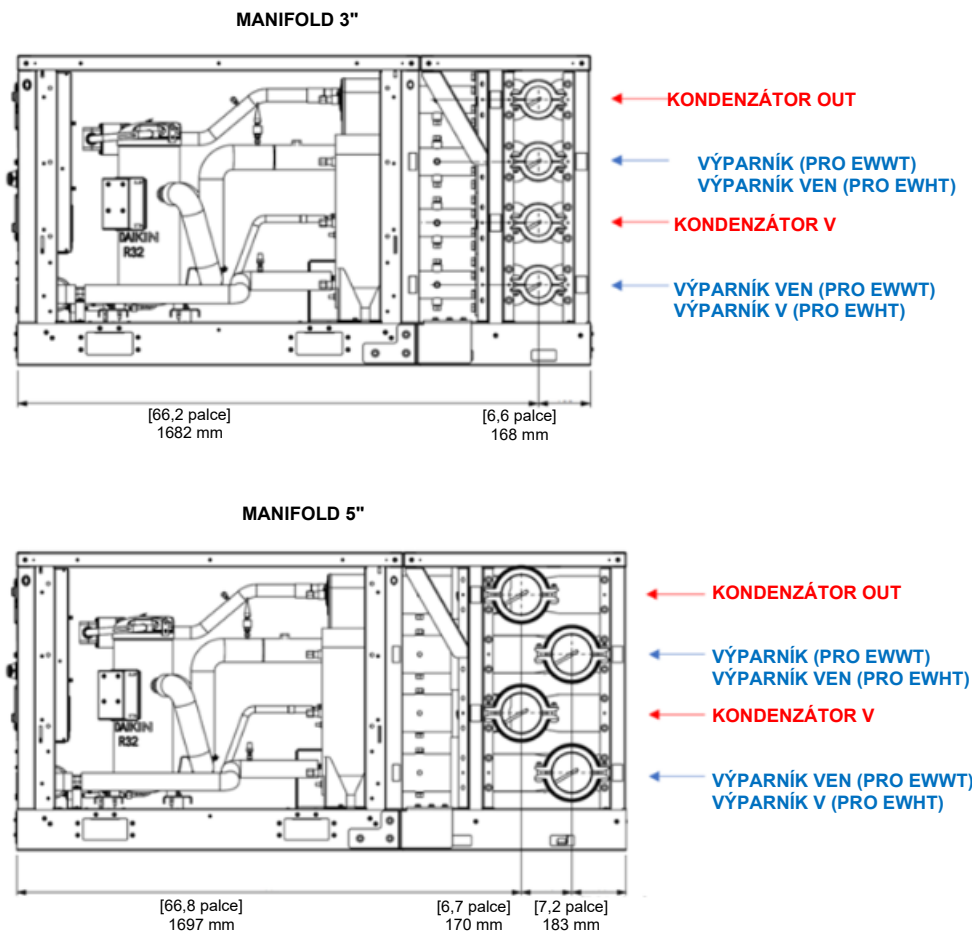 MANIFOLD 3"
KONDENZÁTOR OUT
VÝPARNÍK (PRO EWWT)
VÝPARNÍK VEN (PRO EWHT)
KONDENZÁTOR V
VÝPARNÍK VEN (PRO EWWT)
VÝPARNÍK V (PRO EWHT)
DAIKIN
R32
[66,2 palce]
1682 mm
[6,6 palce]
168 mm
MANIFOLD 5"
KONDENZÁTOR OUT
VÝPARNÍK (PRO EWWT)
VÝPARNÍK VEN (PRO EWHT)
KONDENZÁTOR V
VÝPARNÍK VEN (PRO EWWT)
VÝPARNÍK V (PRO EWHT)
DAIKIN
R32
[66,8 palce]
1697 mm
[6,7 palce]
170 mm
[7,2 palce]
183 mm